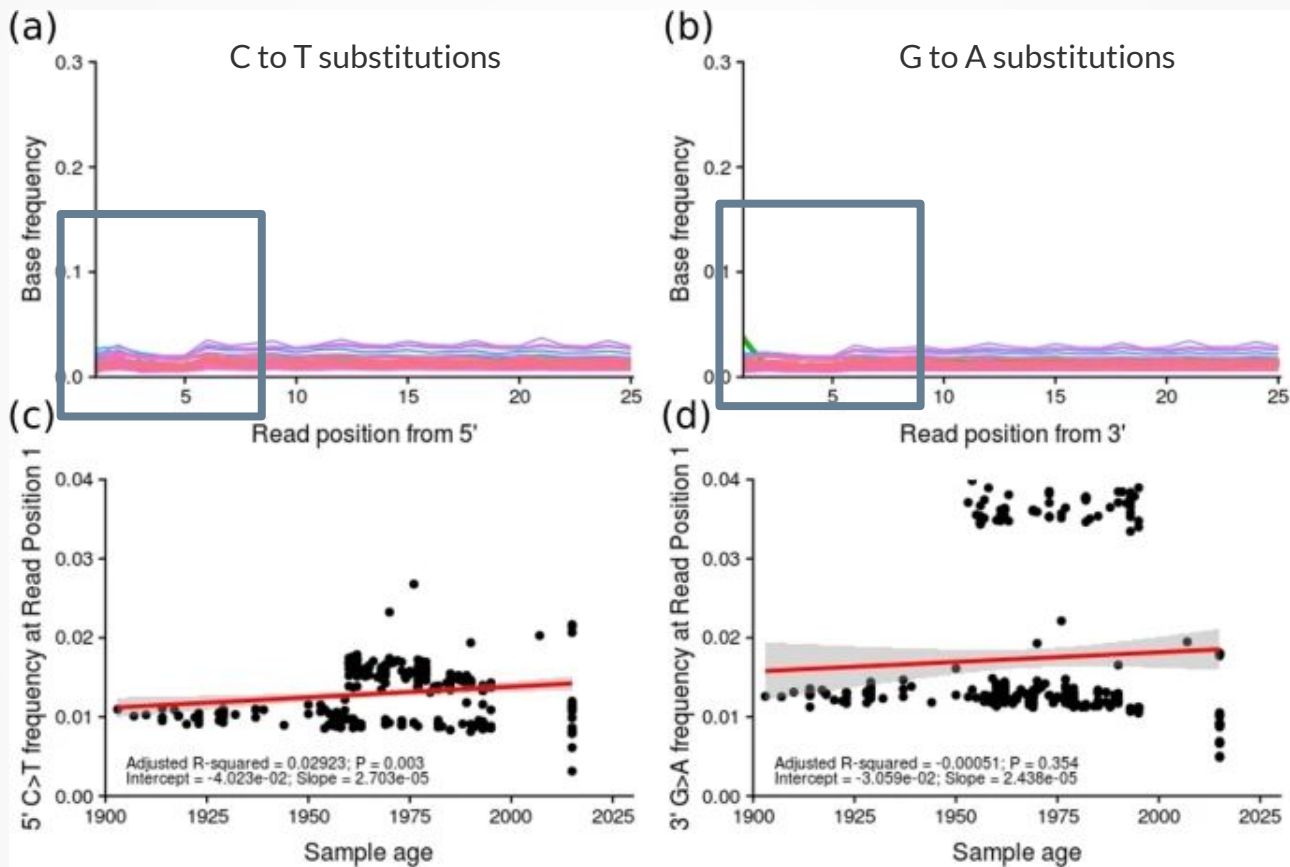 (a)
C to T substitutions
Base frequency
0.3
0.2
0.1
0.0
5
10
15
20
25
Read position from 5'
(b)
G to A substitutions
Base frequency
0.3
0.2
0.1
0.0
5
10
15
20
25
Read position from 3'
(c)
5' C>T frequency at Read Position 1
0.04
0.03
0.02
0.01
0.00
Adjusted R-squared = 0.02923; P = 0.003
Intercept = -4.023e-02; Slope = 2.703e-05
1900
1925
1950
1975
2000
2025
Sample age
(d)
3' G>A frequency at Read Position 1
0.04
0.03
0.02
0.01
0.00
Adjusted R-squared = -0.00051; P = 0.354
Intercept = -3.059e-02; Slope = 2.438e-05
1900
1925
1950
1975
2000
2025
Sample age